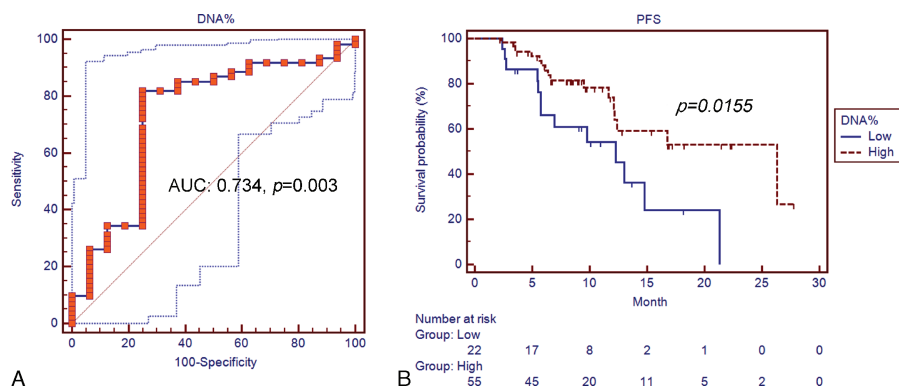 DNA%
100
80
60
40
20
0
Sensitivity
AUC: 0.734, p=0.003
0 20 40 60 80 100
100-Specificity
A
PFS
100
80
60
40
20
0
Survival probability (%)
p=0.0155
0 5 10 15 20 25 30
Month
DNA%
Low
High
Number at risk
Group: Low
22 17 8 2 1 0 0
Group: High
55 45 20 11 5 2 0
B